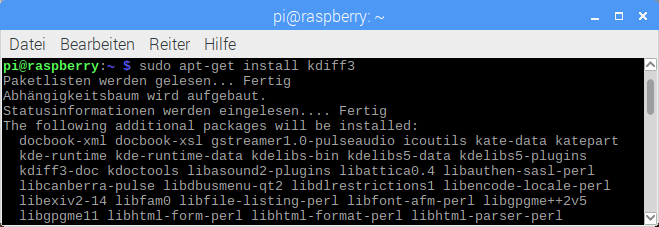 pi@raspberry: ~
Datei Bearbeiten Reiter Hilfe
pi@raspberry:~ $ sudo apt-get install kdiff3
Paketlisten werden gelesen... Fertig
Abhängigkeitsbaum wird aufgebaut.
Statusinformationen werden eingelesen.... Fertig
The following additional packages will be installed:
  docbook-xml docbook-xsl gstreamer1.0-pulseaudio icoutils kate-data katepart
  kde-runtime kde-runtime-data kdelibs-bin kdelibs5-data kdelibs5-plugins
  kdiff3-doc kdoctools libasound2-plugins libattica0.4 libauthen-sasl-perl
  libcanberra-pulse libdbusmenu-qt2 libdlrestrictions1 libencode-locale-perl
  libexiv2-14 libfam0 libfile-listing-perl libfont-afm-perl libgpgme++2v5
  libgpgme11 libhtml-form-perl libhtml-format-perl libhtml-parser-perl